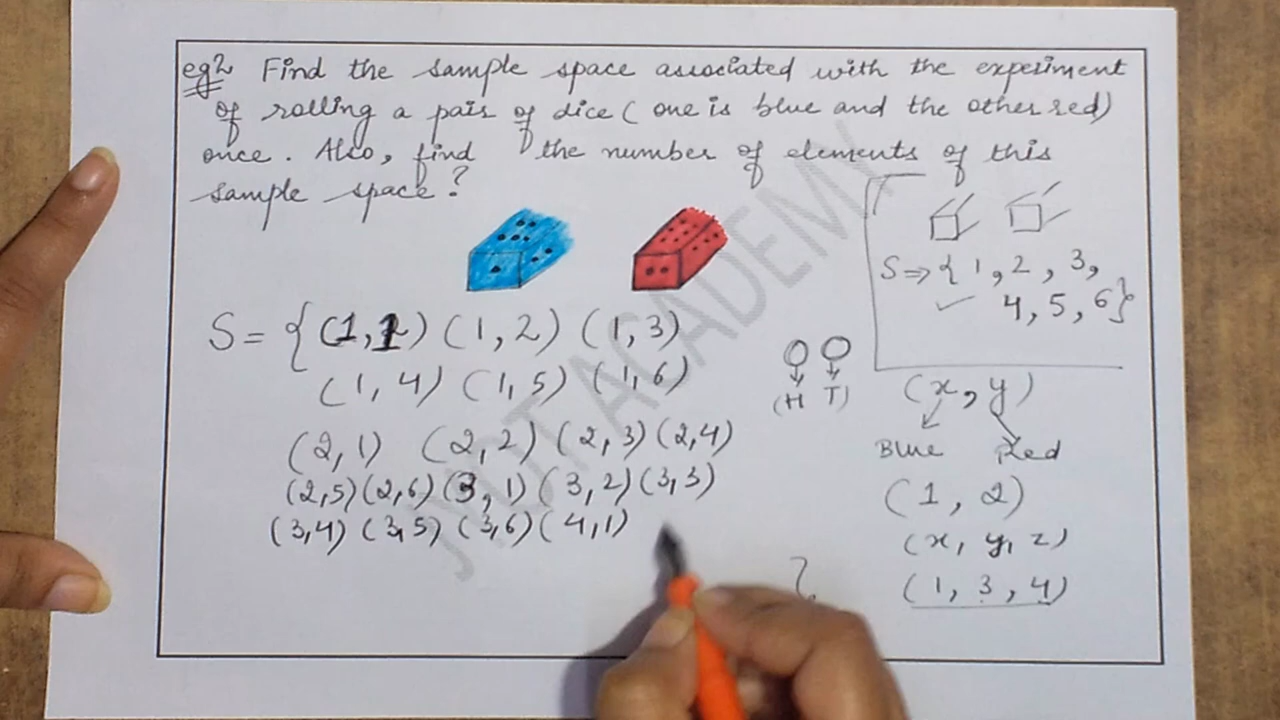 eg2 Find the sample space associated with the experiment
of rolling a pair of dice ( one is blue and the other red)
once. Also, find the number of elements of this
sample space?
S⇒{ 1, 2, 3,
4, 5, 6}
S = { (1,1) (1,2) (1,3)
(1,4) (1,5) (1,6)
(2,1) (2,2) (2,3) (2,4)
(2,5) (2,6) (3,1) (3,2) (3,3)
(3,4) (3,5) (3,6) (4,1)
(H T)
(x, y)
Blue Red
(1, 2)
(x, y, z)
(1, 3, 4)
ACADEMY